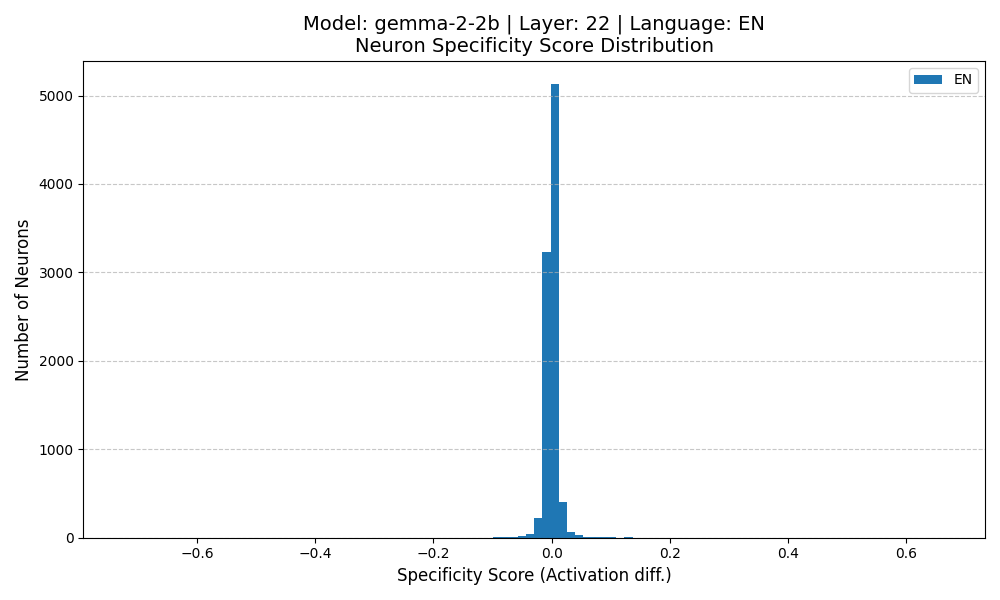 Model: gemma-2-2b | Layer: 22 | Language: EN
Neuron Specificity Score Distribution
EN
Number of Neurons
5000
4000
3000
2000
1000
0
−0.6
−0.4
−0.2
0.0
0.2
0.4
0.6
Specificity Score (Activation diff.)